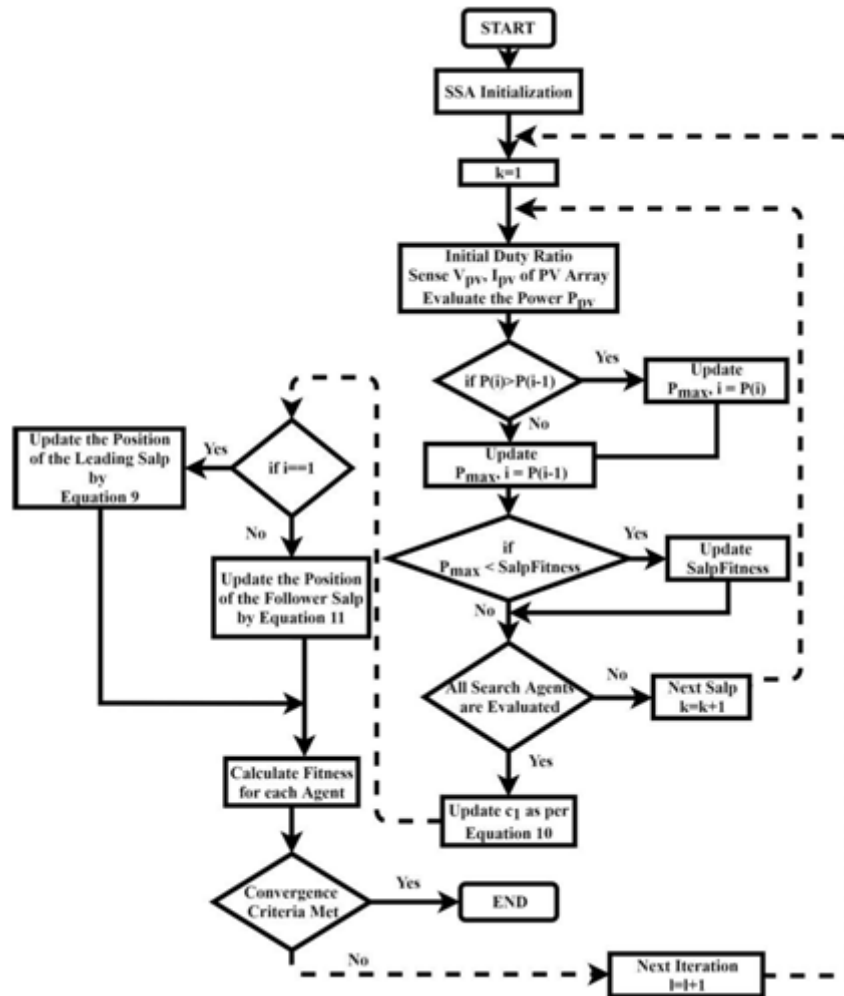 START
SSA Initialization
k=1
Initial Duty Ratio
Sense Vpv, Ipv of PV Array
Evaluate the Power Ppv
if P(i)>P(i-1)
Yes
Update
Pmax, i = P(i)
No
Update
Pmax, i = P(i-1)
if
Pmax < SalpFitness
Yes
Update
SalpFitness
No
All Search Agents
are Evaluated
No
Next Salp
k=k+1
Yes
Update c1 as per
Equation 10
if i==1
Yes
Update the Position
of the Leading Salp
by
Equation 9
No
Update the Position
of the Follower Salp
by Equation 11
Calculate Fitness
for each Agent
Convergence
Criteria Met
Yes
END
No
Next Iteration
l=l+1